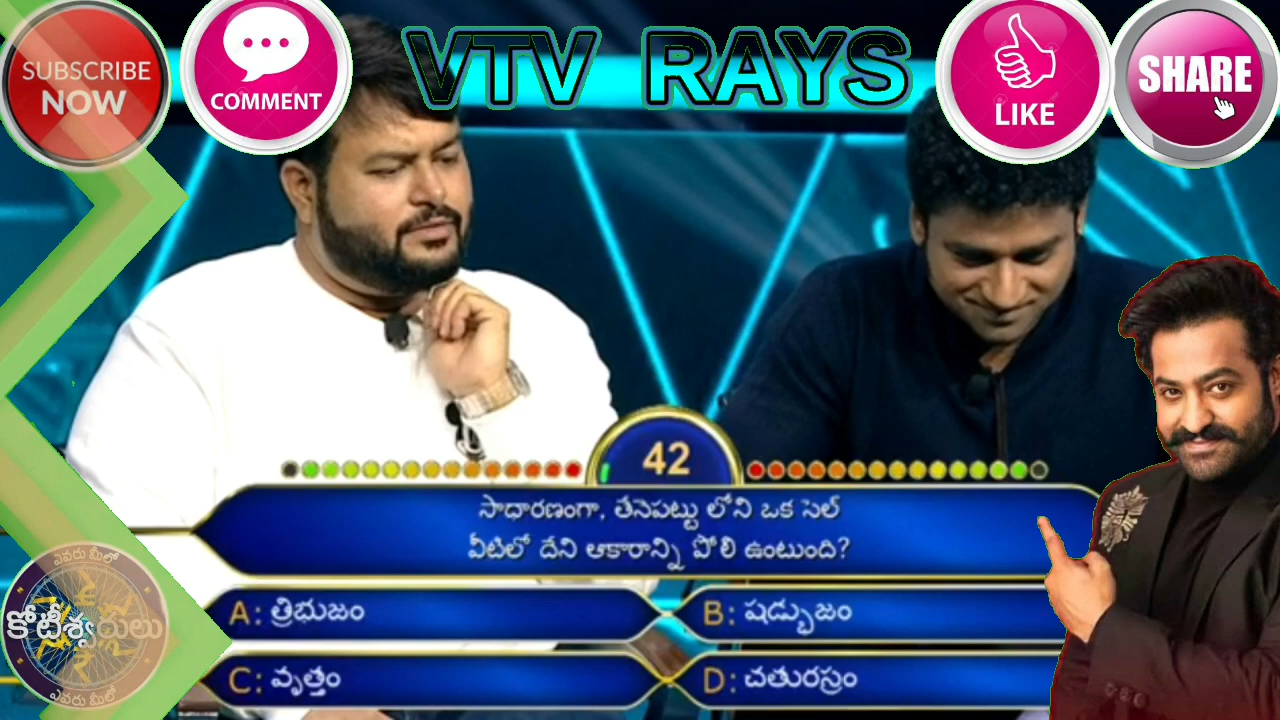 SUBSCRIBE
NOW
COMMENT
VTV RAYS
LIKE
SHARE
42
సాధారణంగా, తేనెపట్టు లోని ఒక సెల్
వీటిలో దేని ఆకారాన్ని పోలి ఉంటుంది?
A: త్రిభుజం
B: షడ్భుజం
C: వృత్తం
D: చతురస్రం
ఎవరు మీలో
కోటీశ్వరులు
ఎవరు మీలో